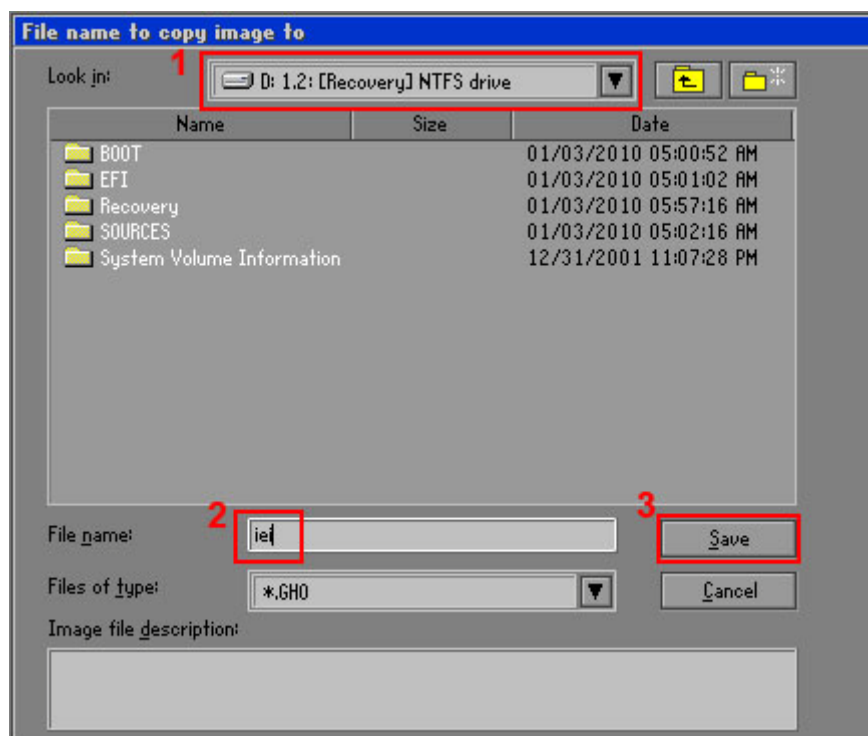 File name to copy image to
1
Look in: D: 1.2: [Recovery] NTFS drive
Name Size Date
BOOT 01/03/2010 05:00:52 AM
EFI 01/03/2010 05:01:02 AM
Recovery 01/03/2010 05:57:16 AM
SOURCES 01/03/2010 05:02:16 AM
System Volume Information 12/31/2001 11:07:28 PM
2 3
File name: iei Save
Files of type: *.GHO Cancel
Image file description: